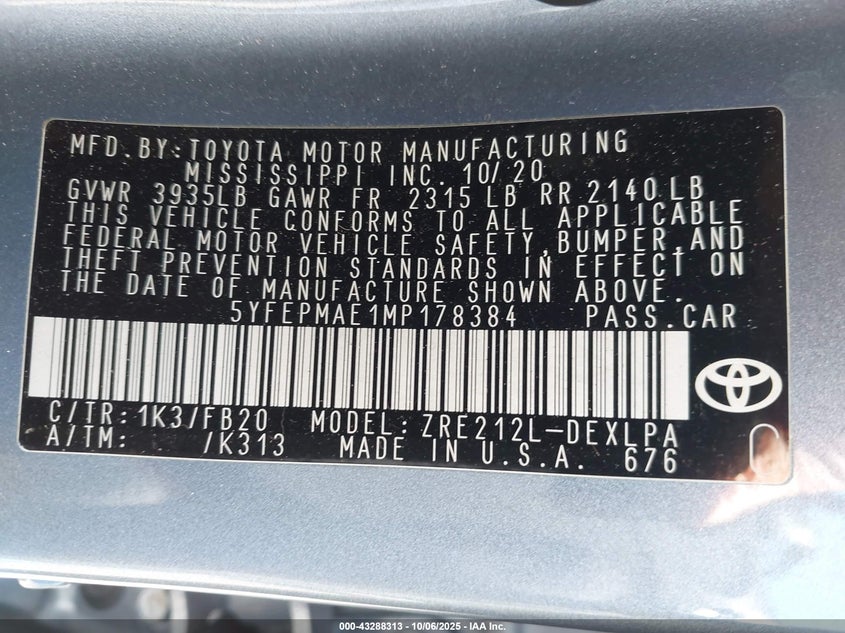 MFD.BY:TOYOTA MOTOR MANUFACTURING
MISSISSIPPI INC. 10/20
GVWR 3935LB GAWR FR 2315 LB RR 2140 LB
THIS VEHICLE CONFORMS TO ALL APPLICABLE
FEDERAL MOTOR VEHICLE SAFETY,BUMPER,AND
THEFT PREVENTION STANDARDS IN EFFECT ON
THE DATE OF MANUFACTURE SHOWN ABOVE.
5YFEPMAE1MP178384 PASS.CAR
C/TR:1K3/FB20 MODEL:ZRE212L-DEXLPA
A/TM: /K313 MADE IN U.S.A. 676
000-43288313 - 10/06/2025 - IAA Inc.